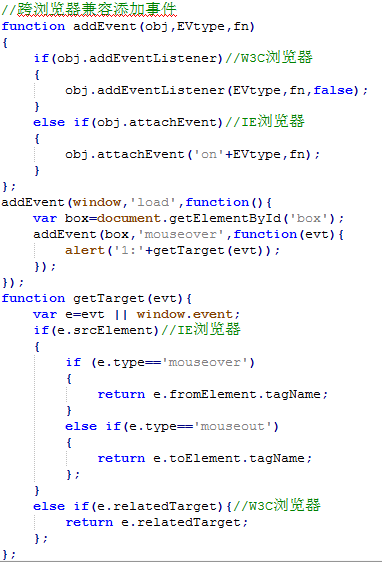 //跨浏览器兼容添加事件
function addEvent(obj,EVtype,fn)
{
    if(obj.addEventListener)//W3C浏览器
    {
        obj.addEventListener(EVtype,fn,false);
    }
    else if(obj.attachEvent)//IE浏览器
    {
        obj.attachEvent('on'+EVtype,fn);
    }
};
addEvent(window,'load',function(){
    var box=document.getElementById('box');
    addEvent(box,'mouseover',function(evt){
        alert('1:'+getTarget(evt));
    });
});
function getTarget(evt){
    var e=evt || window.event;
    if(e.srcElement)//IE浏览器
    {
        if (e.type=='mouseover')
        {
            return e.fromElement.tagName;
        }
        else if(e.type=='mouseout')
        {
            return e.toElement.tagName;
        };
    }
    else if(e.relatedTarget){//W3C浏览器
        return e.relatedTarget;
    };
};